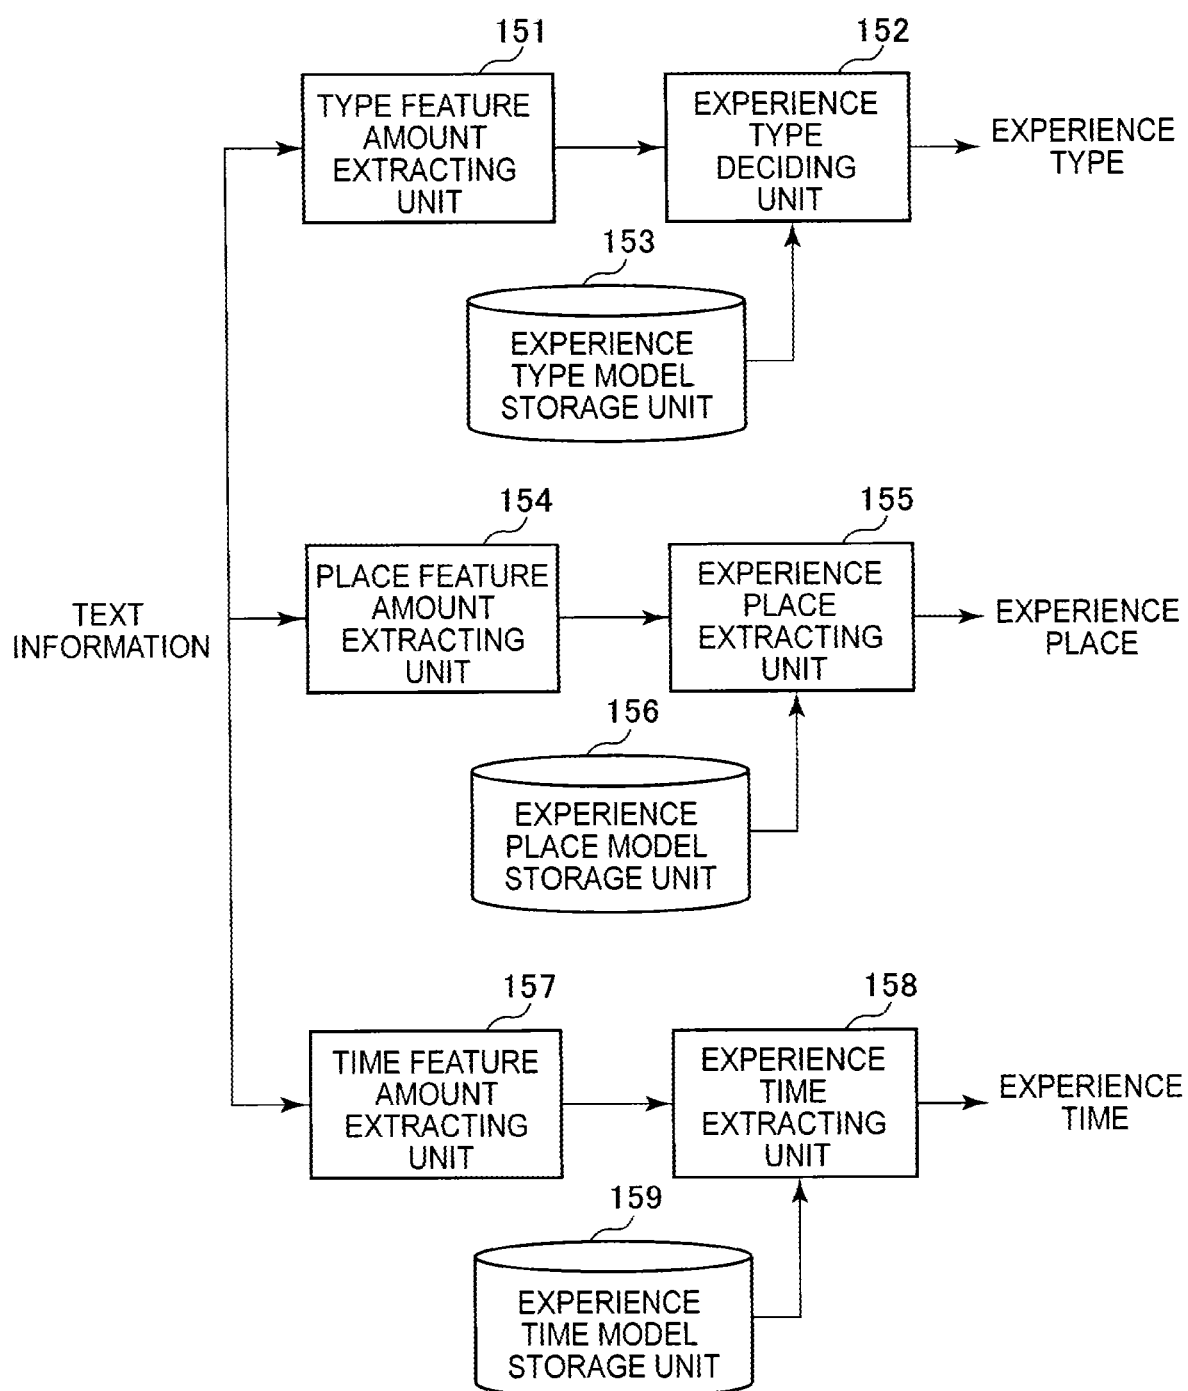 151
TYPE FEATURE
AMOUNT
EXTRACTING
UNIT
152
EXPERIENCE
TYPE
DECIDING
UNIT
EXPERIENCE
TYPE
153
EXPERIENCE
TYPE MODEL
STORAGE UNIT
TEXT
INFORMATION
154
PLACE FEATURE
AMOUNT
EXTRACTING
UNIT
155
EXPERIENCE
PLACE
EXTRACTING
UNIT
EXPERIENCE
PLACE
156
EXPERIENCE
PLACE MODEL
STORAGE UNIT
157
TIME FEATURE
AMOUNT
EXTRACTING
UNIT
158
EXPERIENCE
TIME
EXTRACTING
UNIT
EXPERIENCE
TIME
159
EXPERIENCE
TIME MODEL
STORAGE UNIT